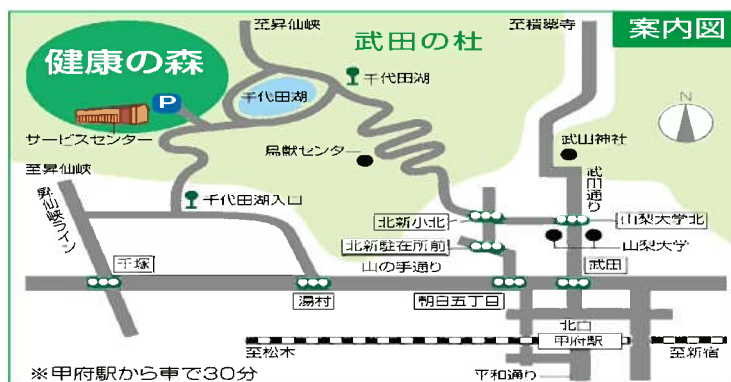 至昇仙峡
至積翠寺
案内図
健康の森
武田の杜
千代田湖
P
千代田湖
N
サービスセンター
鳥獣センター
武山神社
至昇仙峡
武田通り
千代田湖入口
昇仙峡ライン
北新小北
山梨大学北
北新駐在所前
山梨大学
山の手通り
武田
平塚
湯村
朝日五丁目
北口
甲府駅
至松木
至新宿
※甲府駅から車で30分
平和通り